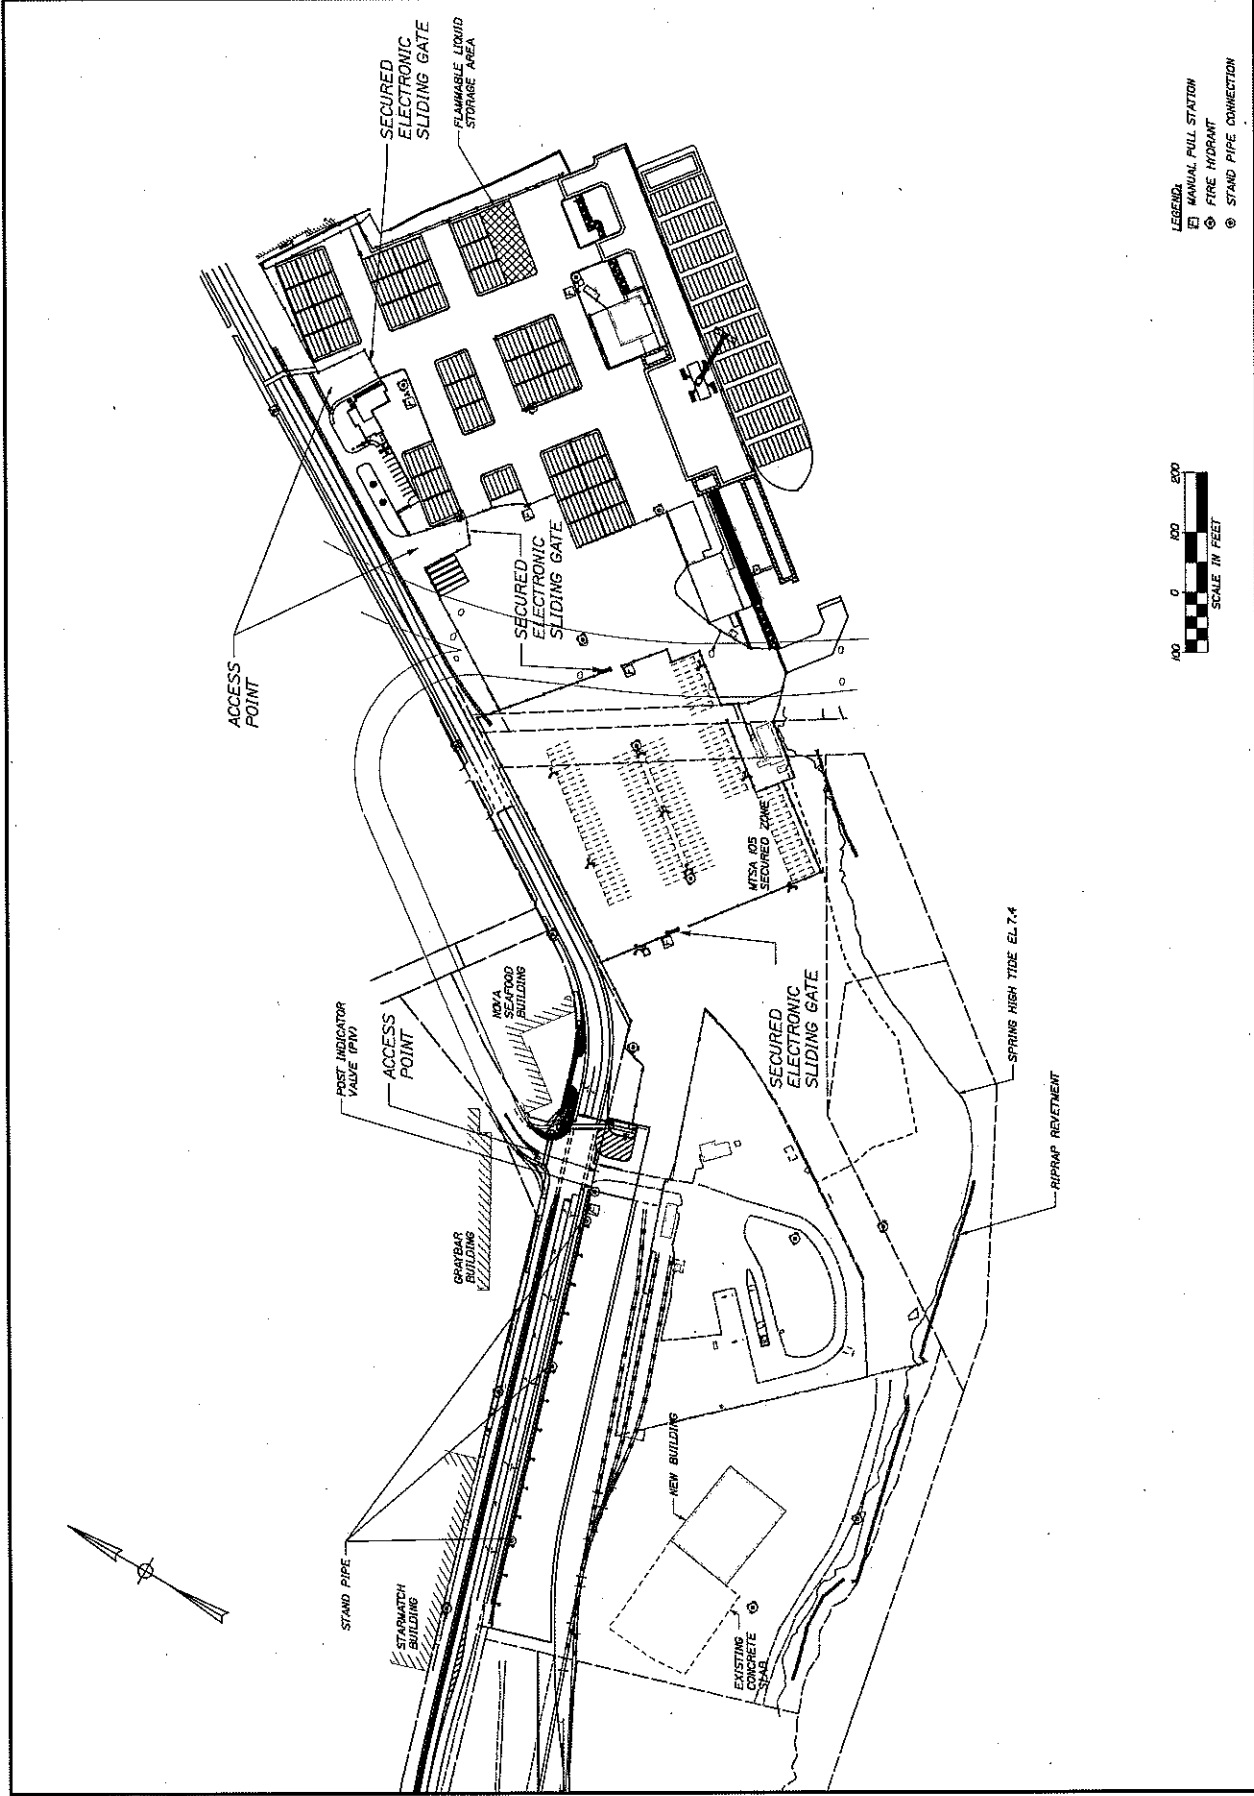 SECURED
ELECTRONIC
SLIDING GATE
FLAMMABLE LIQUID
STORAGE AREA
ACCESS
POINT
SECURED
ELECTRONIC
SLIDING GATE
MTSA 105
SECURED ZONE
SECURED
ELECTRONIC
SLIDING GATE
NOVA
SEAFOOD
BUILDING
POST INDICATOR
VALVE (PIV)
ACCESS
POINT
GRAYBAR
BUILDING
SPRING HIGH TIDE EL.7.4
RIPRAP REVETMENT
STAND PIPE
STARMATCH
BUILDING
NEW BUILDING
EXISTING
CONCRETE
SLAB
LEGEND:
F MANUAL PULL STATION
FIRE HYDRANT
STAND PIPE CONNECTION
100 0 100 200
SCALE IN FEET